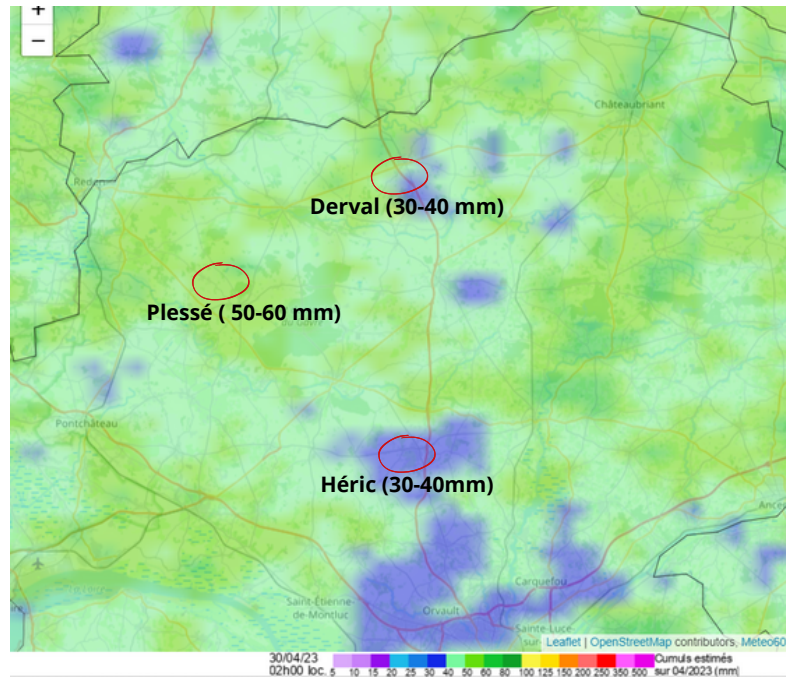 +
−
Châteaubriant
Redon
Derval (30-40 mm)
Plessé ( 50-60 mm)
Pontchâteau
Héric (30-40mm)
Carquefou
Saint-Étienne-
de-Montluc
Orvault
Sainte-Luce-
sur-
Leaflet | OpenStreetMap contributors, Méteo60
30/04/23
02h00 loc.
5 10 15 20 25 30 40 50 60 80 100 125 150 200 250 350 500
Cumuls estimés
sur 04/2023 (mm)